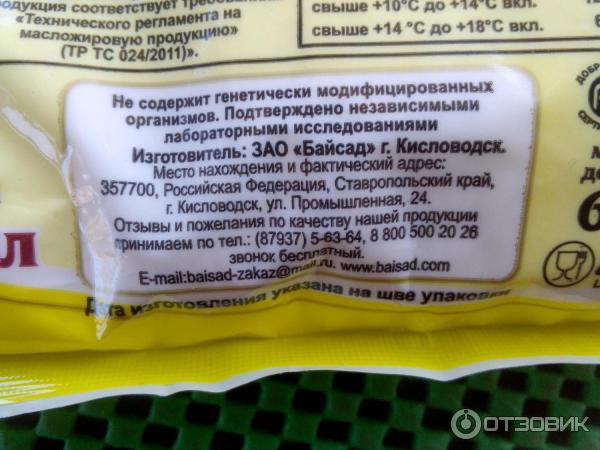 продукция соответствует требованиям
«Технического регламента на
масложировую продукцию»
(ТР ТС 024/2011)».
свыше +10°С до +14°С вкл.
свыше +14 °С до +18°С вкл.
Не содержит генетически модифицированных
организмов. Подтверждено независимыми
лабораторными исследованиями
Изготовитель: ЗАО «Байсад» г. Кисловодск.
Место нахождения и фактический адрес:
357700, Российская Федерация, Ставропольский край,
г. Кисловодск, ул. Промышленная, 24.
Отзывы и пожелания по качеству нашей продукции
принимаем по тел.: (87937) 5-63-64, 8 800 500 20 26
звонок бесплатный.
E-mail:baisad-zakaz@mail.ru. www.baisad.com
Дата изготовления указана на шве упаковки
ОТЗОВИК